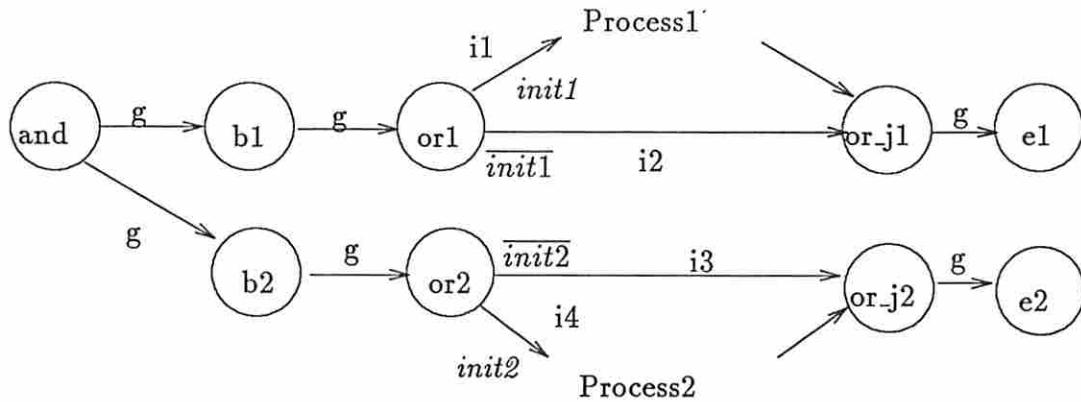 Process1
i1
init1
and
g
b1
g
or1
or_j1
g
e1
init1
i2
g
b2
g
or2
init2
i3
or_j2
g
e2
i4
init2
Process2